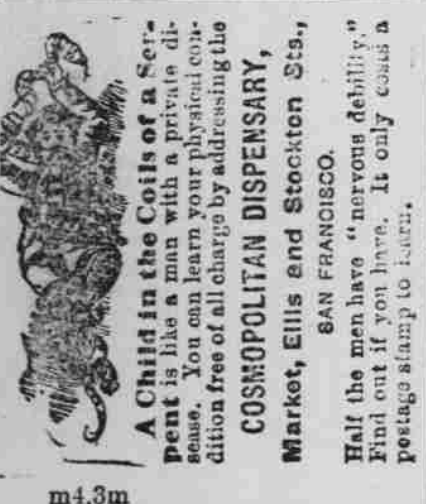 A Child in the Coils of a Ser-
pent is like a man with a private di-
sease. You can learn your physical con-
dition free of all charge by addressing the
COSMOPOLITAN DISPENSARY,
Market, Ellis and Stockton Sts.,
SAN FRANCISCO.
Half the men have "nervous debility."
Find out if you have. It only costs a
postage stamp to learn.
m4.3m